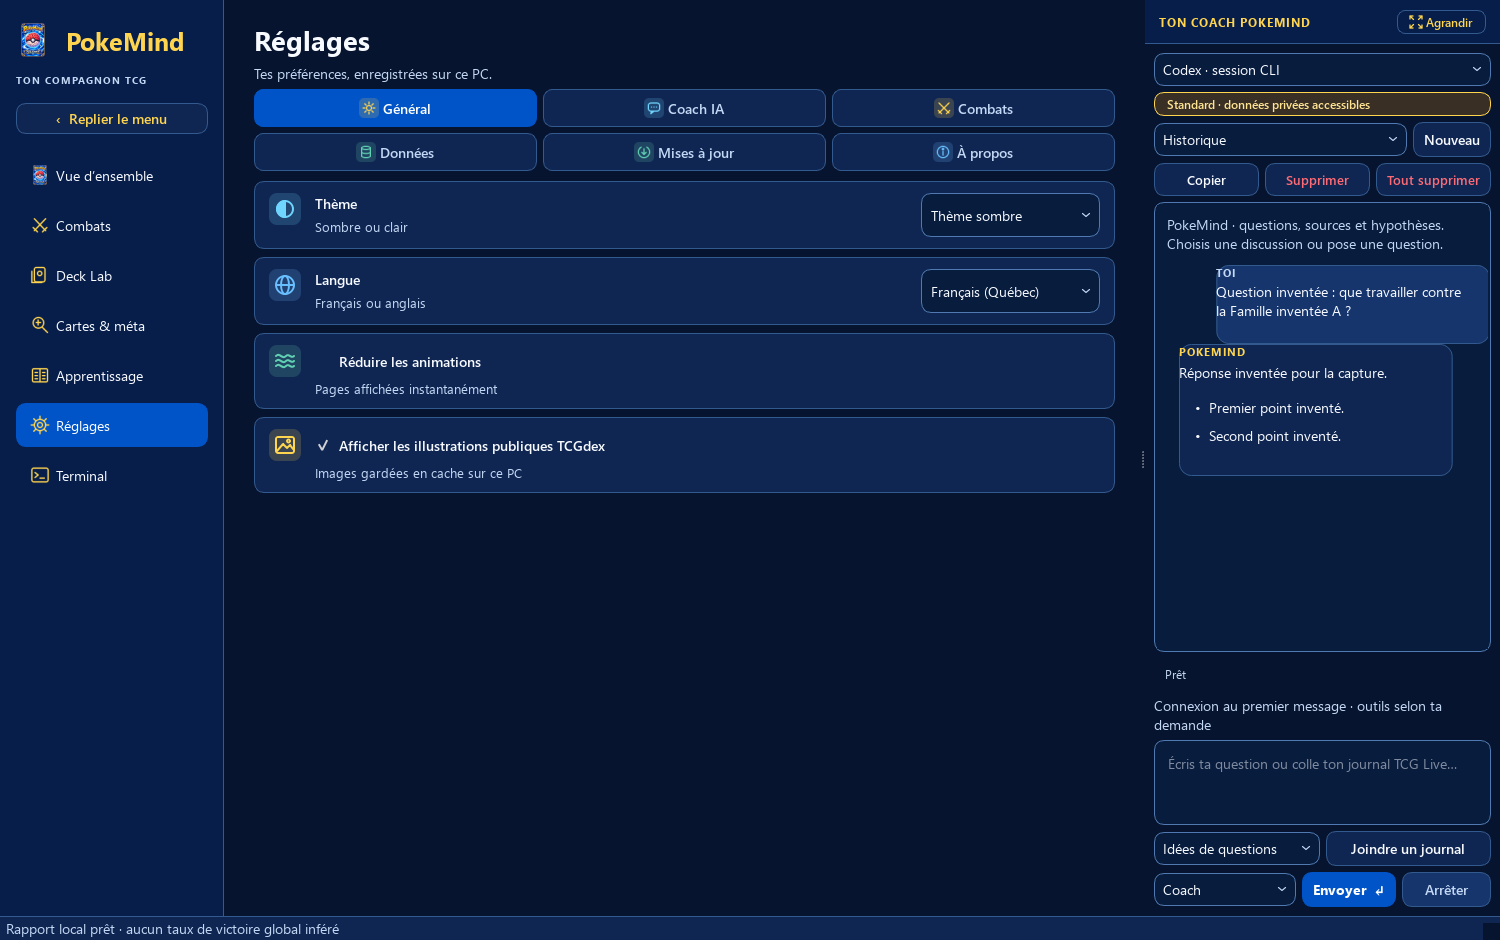 PokeMind
TON COMPAGNON TCG
‹ Replier le menu
Vue d’ensemble
Combats
Deck Lab
Cartes & méta
Apprentissage
Réglages
Terminal
Réglages
Tes préférences, enregistrées sur ce PC.
Général
Coach IA
Combats
Données
Mises à jour
À propos
Thème
Sombre ou clair
Thème sombre
Langue
Français ou anglais
Français (Québec)
Réduire les animations
Pages affichées instantanément
✓ Afficher les illustrations publiques TCGdex
Images gardées en cache sur ce PC
TON COACH POKEMIND
Agrandir
Codex · session CLI
Standard · données privées accessibles
Historique
Nouveau
Copier
Supprimer
Tout supprimer
PokeMind · questions, sources et hypothèses.
Choisis une discussion ou pose une question.
TOI
Question inventée : que travailler contre
la Famille inventée A ?
POKEMIND
Réponse inventée pour la capture.
• Premier point inventé.
• Second point inventé.
Prêt
Connexion au premier message · outils selon ta
demande
Écris ta question ou colle ton journal TCG Live…
Idées de questions
Joindre un journal
Coach
Envoyer ↲
Arrêter
Rapport local prêt · aucun taux de victoire global inféré